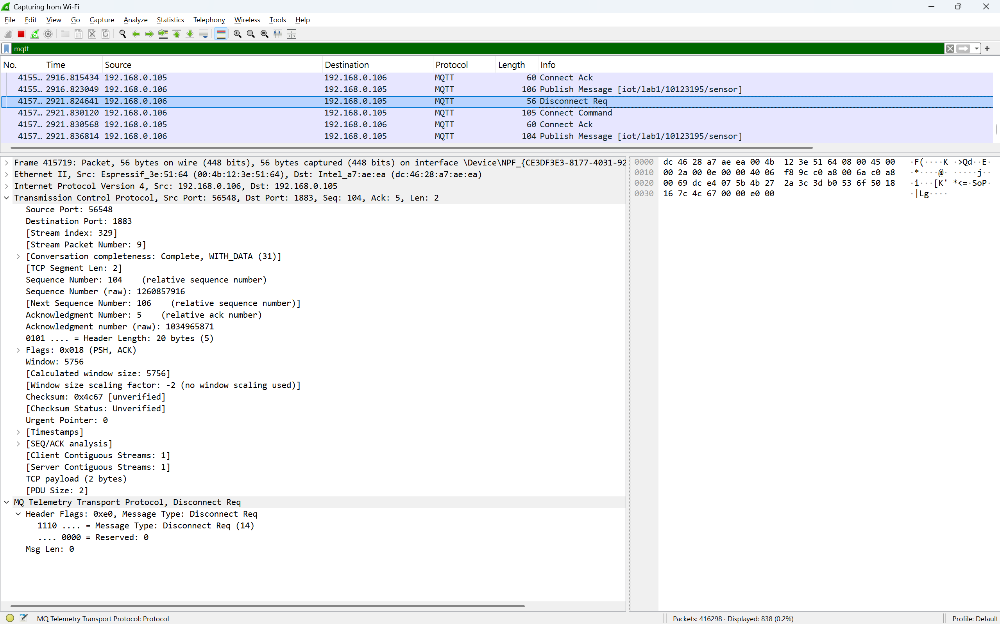 Capturing from Wi-Fi
File Edit View Go Capture Analyze Statistics Telephony Wireless Tools Help
mqtt
No. Time Source Destination Protocol Length Info
4155… 2916.815434 192.168.0.105 192.168.0.106 MQTT 60 Connect Ack
4155… 2916.823049 192.168.0.106 192.168.0.105 MQTT 106 Publish Message [iot/lab1/10123195/sensor]
4157… 2921.824641 192.168.0.106 192.168.0.105 MQTT 56 Disconnect Req
4157… 2921.830120 192.168.0.106 192.168.0.105 MQTT 105 Connect Command
4157… 2921.830568 192.168.0.105 192.168.0.106 MQTT 60 Connect Ack
4157… 2921.836814 192.168.0.106 192.168.0.105 MQTT 104 Publish Message [iot/lab1/10123195/sensor]
Frame 415719: Packet, 56 bytes on wire (448 bits), 56 bytes captured (448 bits) on interface \Device\NPF_{CE3DF3E3-8177-4031-92
Ethernet II, Src: Espressif_3e:51:64 (00:4b:12:3e:51:64), Dst: Intel_a7:ae:ea (dc:46:28:a7:ae:ea)
Internet Protocol Version 4, Src: 192.168.0.106, Dst: 192.168.0.105
Transmission Control Protocol, Src Port: 56548, Dst Port: 1883, Seq: 104, Ack: 5, Len: 2
Source Port: 56548
Destination Port: 1883
[Stream index: 329]
[Stream Packet Number: 9]
[Conversation completeness: Complete, WITH_DATA (31)]
[TCP Segment Len: 2]
Sequence Number: 104    (relative sequence number)
Sequence Number (raw): 1260857916
[Next Sequence Number: 106    (relative sequence number)]
Acknowledgment Number: 5    (relative ack number)
Acknowledgment number (raw): 1034965871
0101 .... = Header Length: 20 bytes (5)
Flags: 0x018 (PSH, ACK)
Window: 5756
[Calculated window size: 5756]
[Window size scaling factor: -2 (no window scaling used)]
Checksum: 0x4c67 [unverified]
[Checksum Status: Unverified]
Urgent Pointer: 0
[Timestamps]
[SEQ/ACK analysis]
[Client Contiguous Streams: 1]
[Server Contiguous Streams: 1]
TCP payload (2 bytes)
[PDU Size: 2]
MQ Telemetry Transport Protocol, Disconnect Req
Header Flags: 0xe0, Message Type: Disconnect Req
1110 .... = Message Type: Disconnect Req (14)
.... 0000 = Reserved: 0
Msg Len: 0
0000 dc 46 28 a7 ae ea 00 4b 12 3e 51 64 08 00 45 00 ·F(····K ·>Qd··E·
0010 00 2a 00 0e 00 00 40 06 f8 9c c0 a8 00 6a c0 a8 ·*····@· ·····j··
0020 00 69 dc e4 07 5b 4b 27 2a 3c 3d b0 53 6f 50 18 ·i···[K' *<=·SoP·
0030 16 7c 4c 67 00 00 e0 00 ·|Lg····
MQ Telemetry Transport Protocol: Protocol
Packets: 416298 · Displayed: 838 (0.2%)
Profile: Default